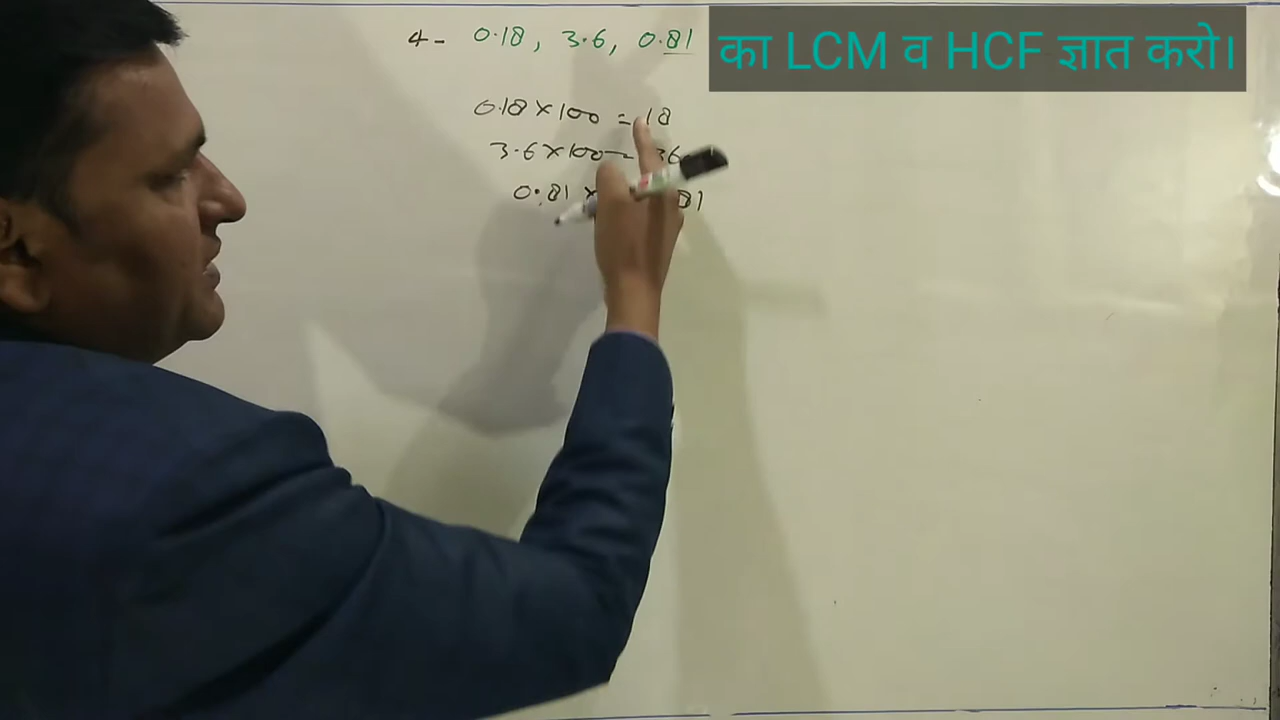 4- 0.18, 3.6, 0.81 का LCM व HCF ज्ञात करो।
0.18×100 = 18
3.6×100= 36
0.81 × 81